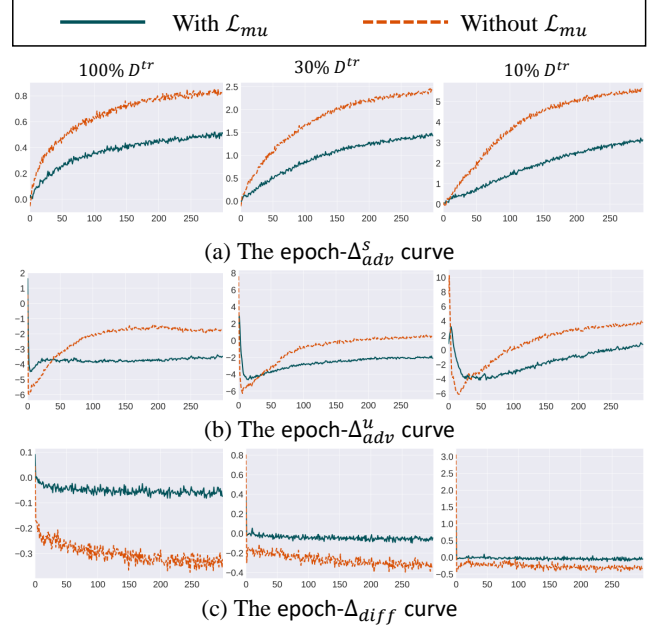 With ℒ_mu Without ℒ_mu
100% D^tr 30% D^tr 10% D^tr
0.8 2.5 5
0.6 2.0 4
0.4 1.5 3
0.2 1.0 2
0.0 0.5 1
0.0 0
0 50 100 150 200 250 0 50 100 150 200 250 0 50 100 150 200 250
(a) The epoch-Δ^s_adv curve
2 8 10
1 6 8
0 4 6
−1 2 4
−2 0 2
−3 −2 0
−4 −4 −2
−5 −6 −4
−6 −6
0 50 100 150 200 250 0 50 100 150 200 250 0 50 100 150 200 250
(b) The epoch-Δ^u_adv curve
0.1 0.8 3.0
0.0 0.6 2.5
−0.1 0.4 2.0
−0.2 0.2 1.5
−0.3 0.0 1.0
−0.2 0.5
−0.4 0.0
−0.5
0 50 100 150 200 250 0 50 100 150 200 250 0 50 100 150 200 250
(c) The epoch-Δ_diff curve